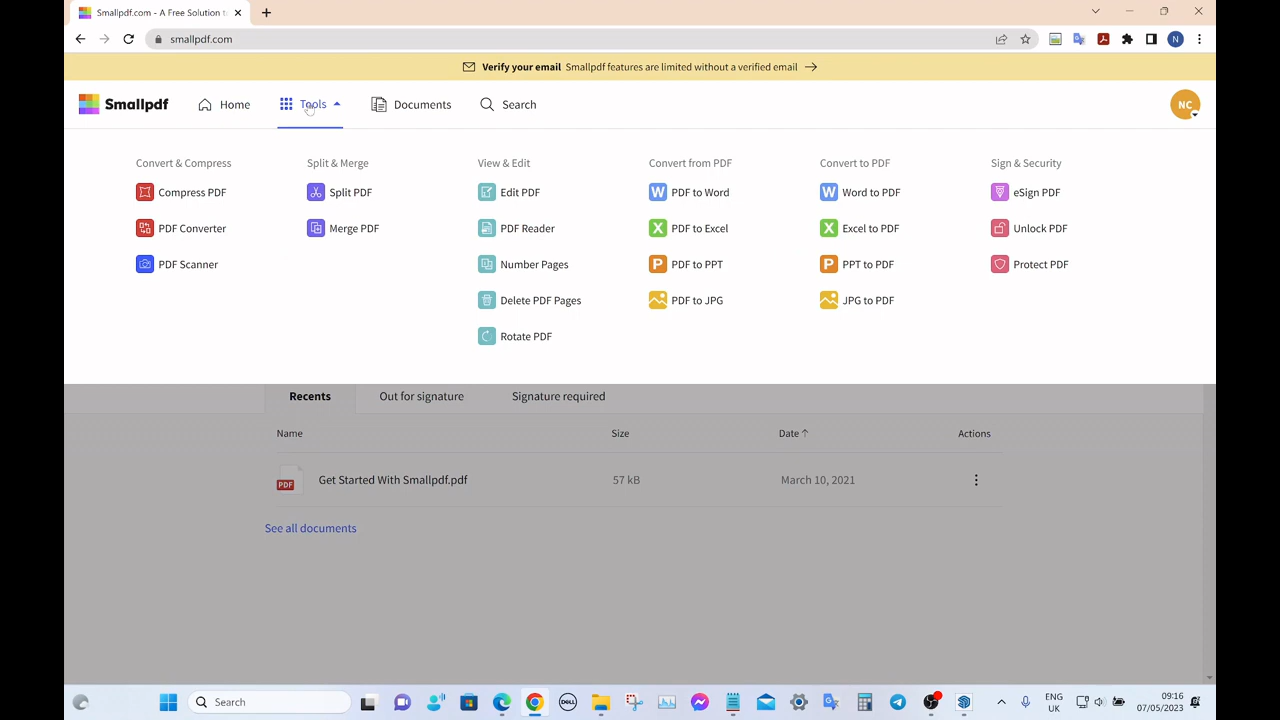 Smallpdf.com - A Free Solution t
smallpdf.com
N
Verify your email Smallpdf features are limited without a verified email
Smallpdf Home Tools Documents Search NC
Convert & Compress
Compress PDF
PDF Converter
PDF Scanner
Split & Merge
Split PDF
Merge PDF
View & Edit
Edit PDF
PDF Reader
Number Pages
Delete PDF Pages
Rotate PDF
Convert from PDF
W PDF to Word
X PDF to Excel
P PDF to PPT
PDF to JPG
Convert to PDF
W Word to PDF
X Excel to PDF
P PPT to PDF
JPG to PDF
Sign & Security
eSign PDF
Unlock PDF
Protect PDF
Recents Out for signature Signature required
Name Size Date Actions
PDF Get Started With Smallpdf.pdf 57 kB March 10, 2021
See all documents
Search
DELL
ENG
UK
09:16
07/05/2023